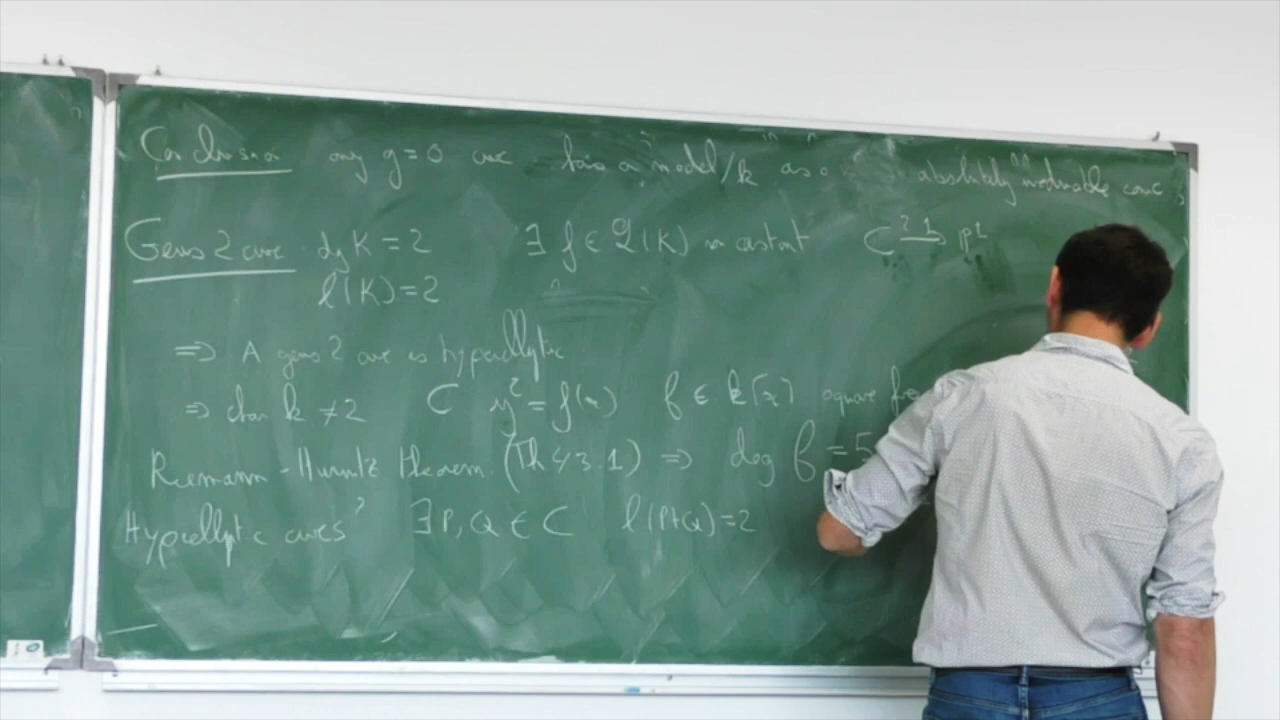 Conclusion any g=0 curve has a model/k as a absolutely irreducible conic
Genus 2 curve deg K = 2 ∃ f ∈ L(K) non constant C 2:1→ P1
l(K) = 2
⇒ A genus 2 curve is hyperelliptic
⇒ char k ≠ 2 C y² = f(x) f ∈ k[x] square free
Riemann-Hurwitz theorem (Th 4.3.1) ⇒ deg f = 5
Hyperelliptic curves ∃ P, Q ∈ C l(P+Q) = 2